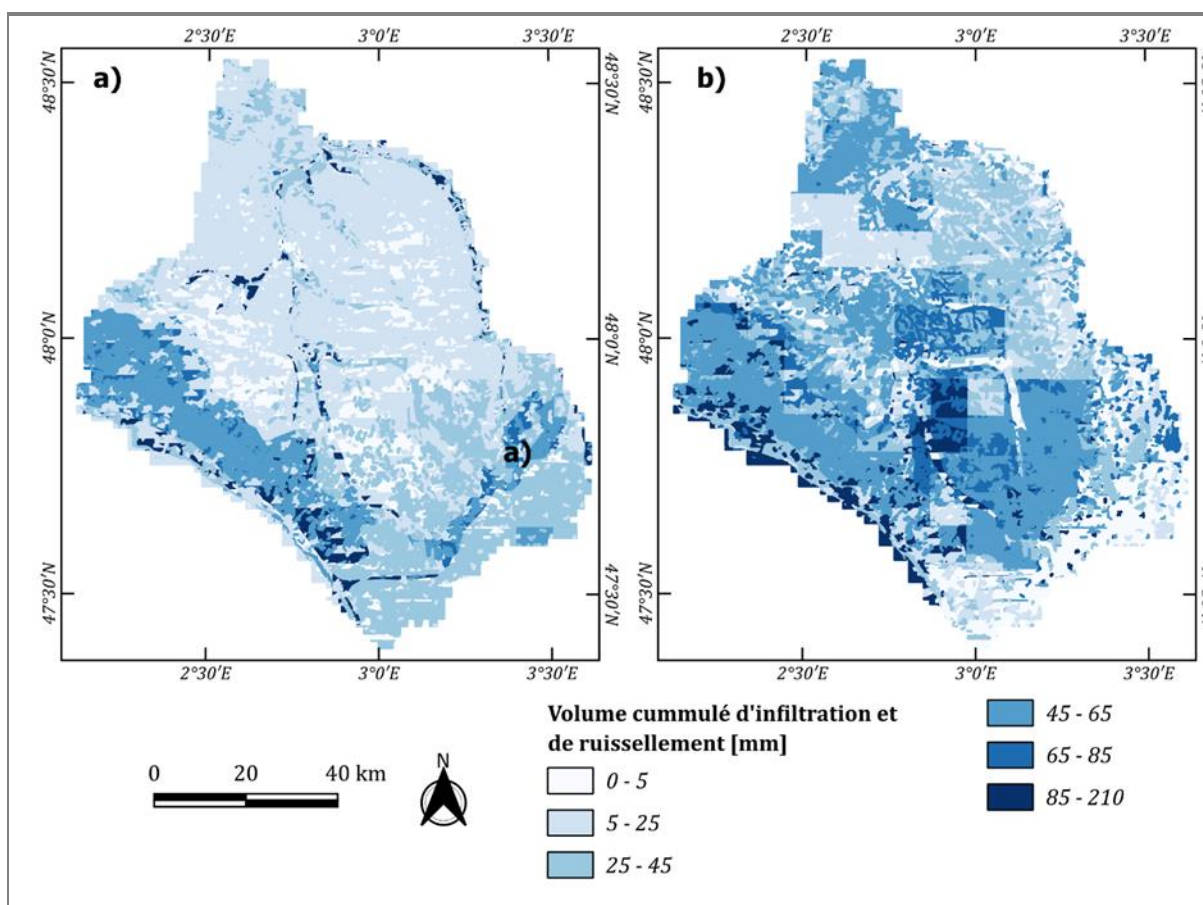 2°30'E 3°0'E 3°30'E
2°30'E 3°0'E 3°30'E
a)
b)
48°30'N
48°30'N
48°30'N
48°0'N
48°0'N
48°0'N
a)
47°30'N
47°30'N
47°30'N
2°30'E 3°0'E 3°30'E
2°30'E 3°0'E 3°30'E
Volume cummulé d'infiltration et
de ruissellement [mm]
0 - 5
5 - 25
25 - 45
45 - 65
65 - 85
85 - 210
0 20 40 km
N